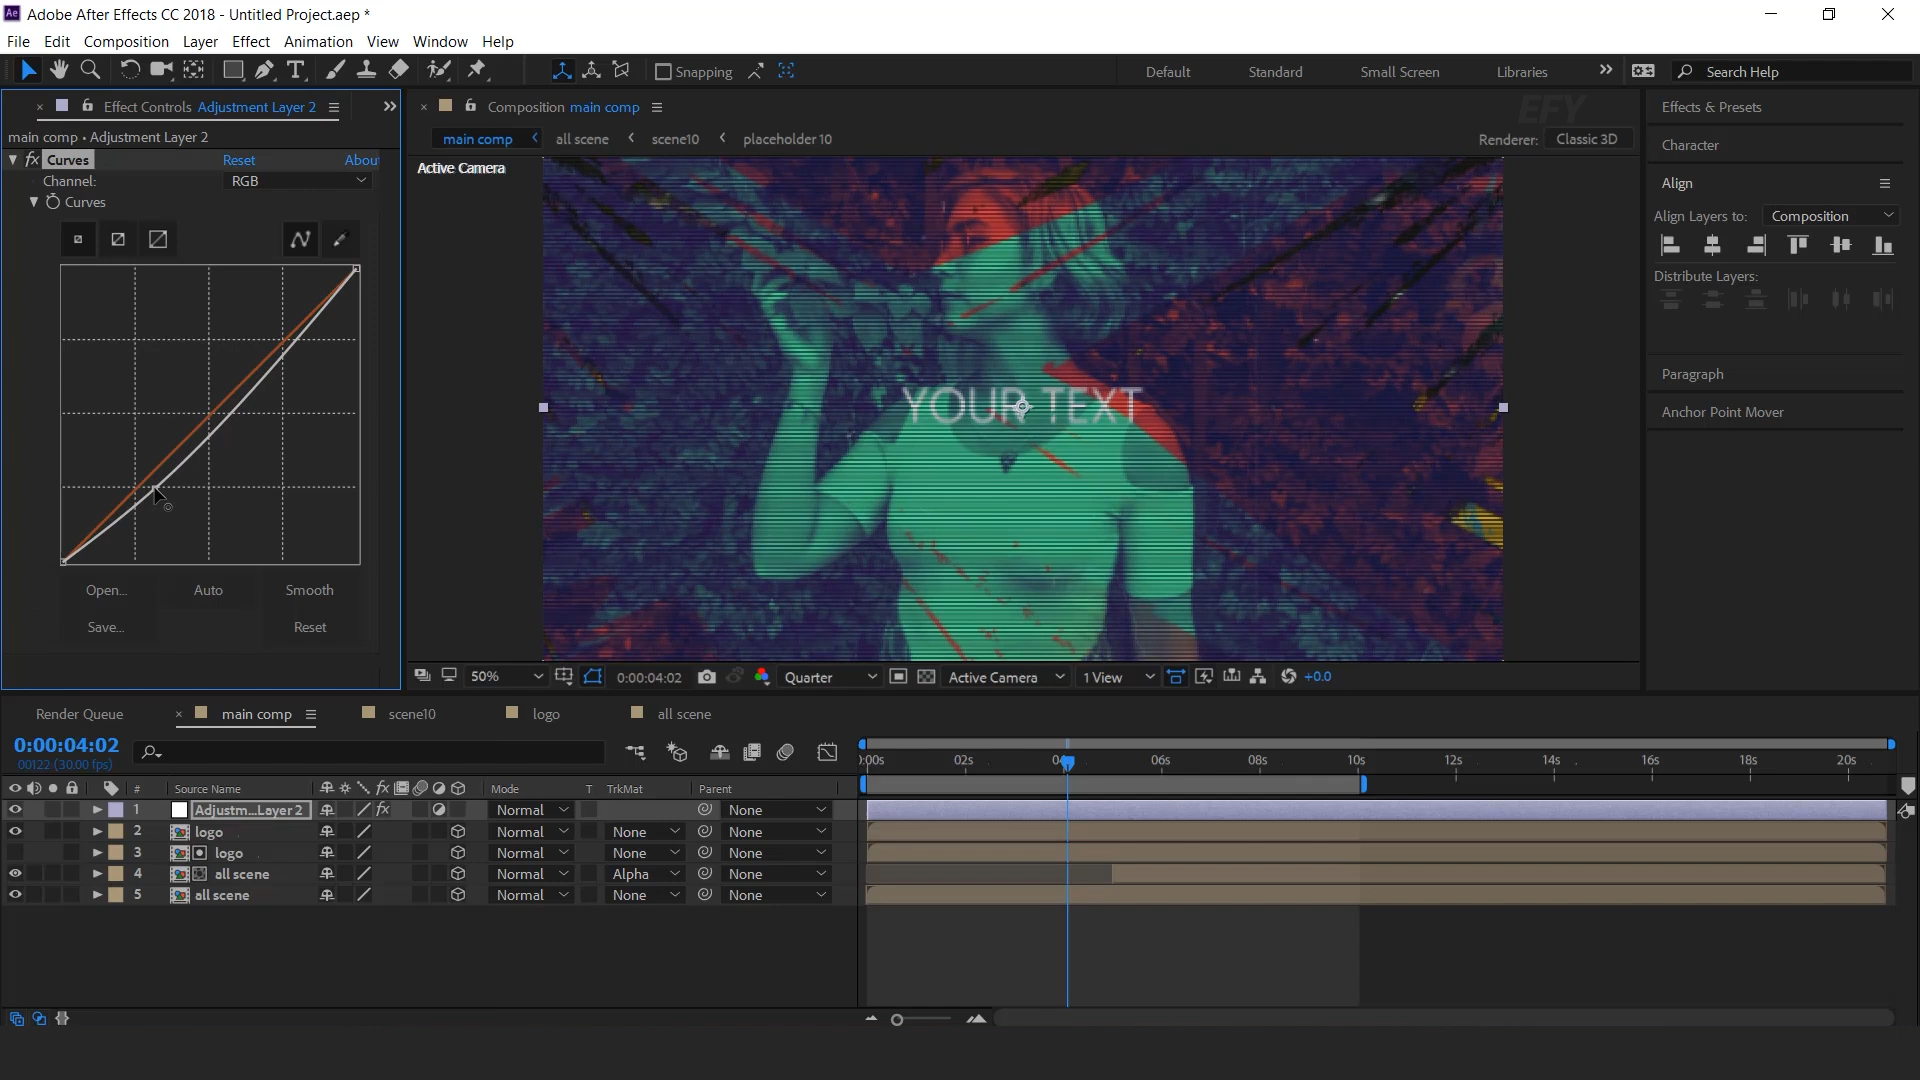 Ae Adobe After Effects CC 2018 - Untitled Project.aep *
File Edit Composition Layer Effect Animation View Window Help
Snapping Default Standard Small Screen Libraries Search Help
Effect Controls Adjustment Layer 2
main comp • Adjustment Layer 2
fx Curves Reset Abou
Channel: RGB
Curves
Open... Auto Smooth
Save... Reset
Composition main comp
EFY
main comp all scene scene10 placeholder 10 Renderer: Classic 3D
Active Camera
YOUR TEXT
50% 0:00:04:02 Quarter Active Camera 1 View +0.0
Effects & Presets
Character
Align
Align Layers to: Composition
Distribute Layers:
Paragraph
Anchor Point Mover
Render Queue main comp scene10 logo all scene
0:00:04:02
00122 (30.00 fps)
):00s 02s 04s 06s 08s 10s 12s 14s 16s 18s 20s
# Source Name fx Mode T TrkMat Parent
1 Adjustm...Layer 2 fx Normal None
2 logo Normal None None
3 logo Normal None None
4 all scene Normal Alpha None
5 all scene Normal None None